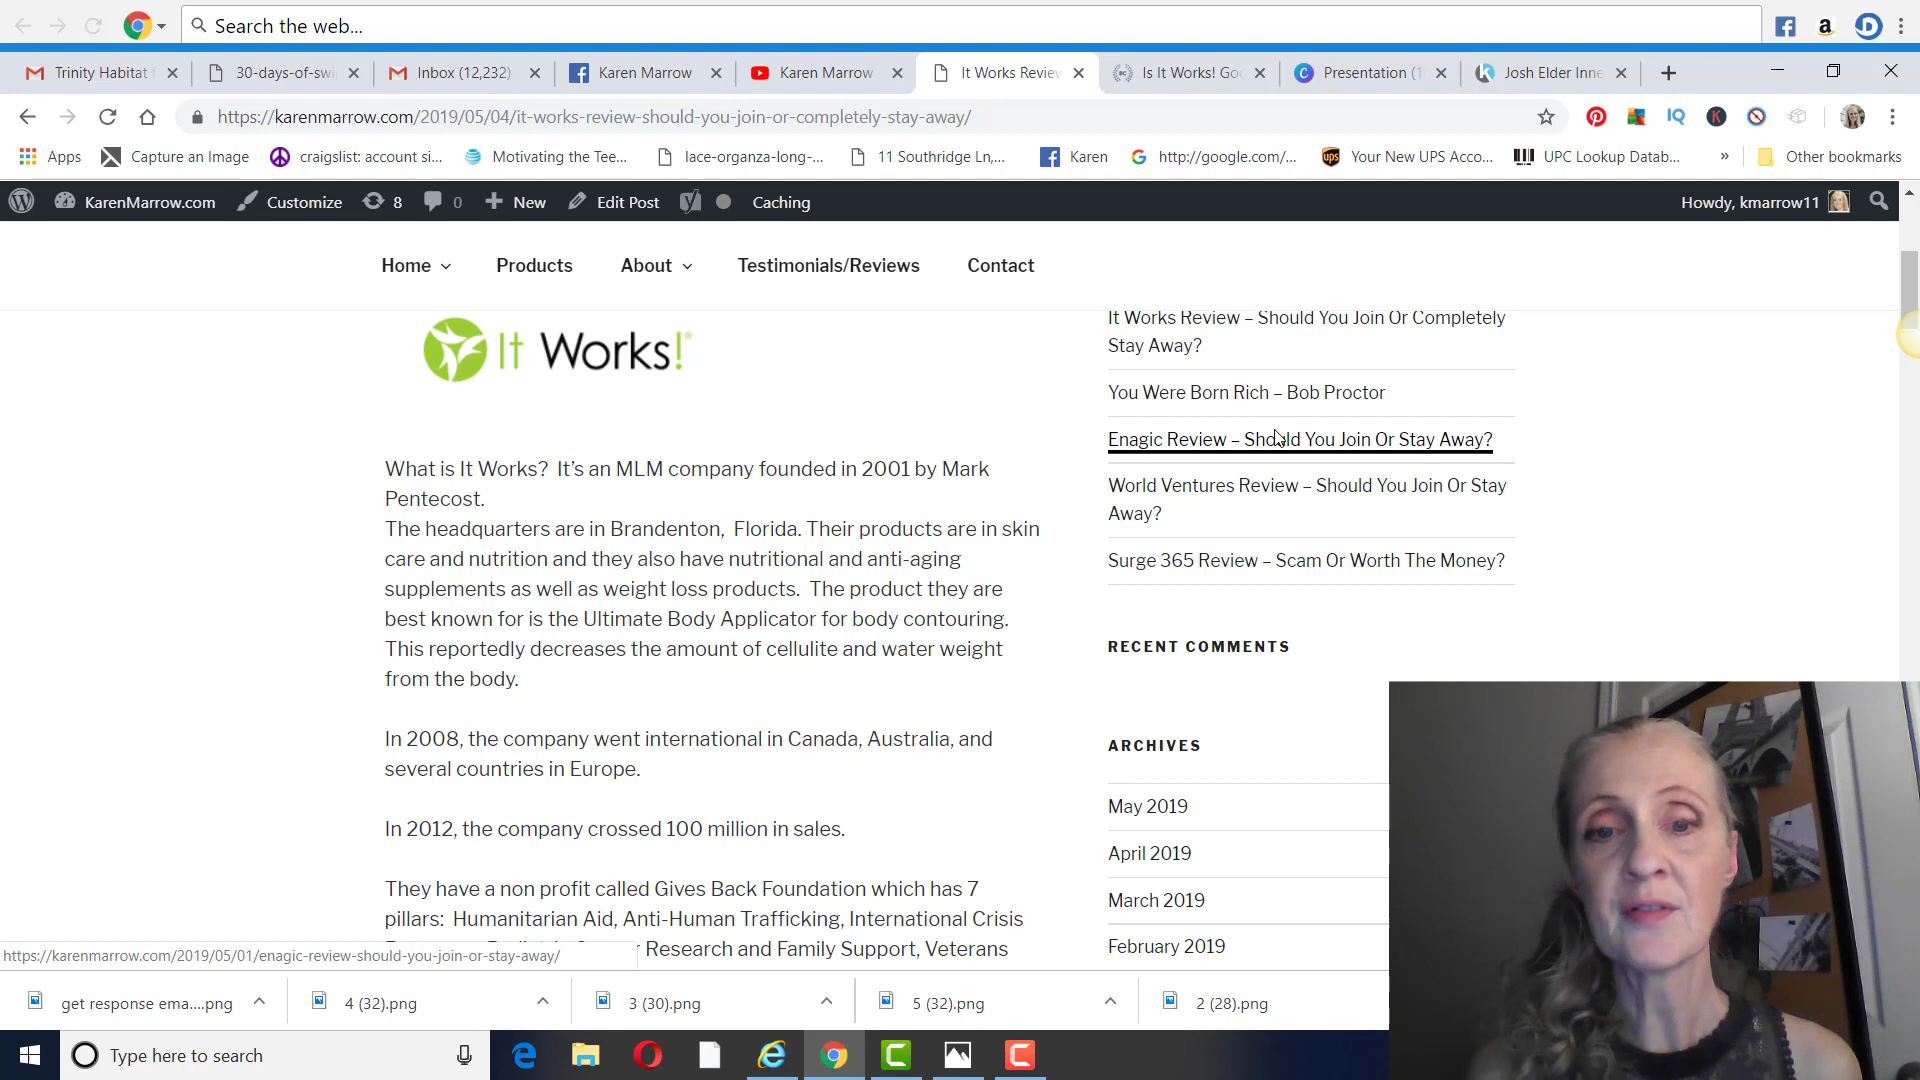 Search the web...
Trinity Habitat
30-days-of-swi
Inbox (12,232)
Karen Marrow
Karen Marrow
It Works Review
Is It Works! Goo
Presentation (1
Josh Elder Inne
https://karenmarrow.com/2019/05/04/it-works-review-should-you-join-or-completely-stay-away/
Apps
Capture an Image
craigslist: account si...
Motivating the Tee...
lace-organza-long-...
11 Southridge Ln,...
Karen
http://google.com/...
Your New UPS Acco...
UPC Lookup Datab...
»
Other bookmarks
KarenMarrow.com
Customize
8
0
New
Edit Post
Caching
Howdy, kmarrow11
Home
Products
About
Testimonials/Reviews
Contact
It Works!®
What is It Works?  It's an MLM company founded in 2001 by Mark
Pentecost.
The headquarters are in Brandenton,  Florida. Their products are in skin
care and nutrition and they also have nutritional and anti-aging
supplements as well as weight loss products.  The product they are
best known for is the Ultimate Body Applicator for body contouring.
This reportedly decreases the amount of cellulite and water weight
from the body.
In 2008, the company went international in Canada, Australia, and
several countries in Europe.
In 2012, the company crossed 100 million in sales.
They have a non profit called Gives Back Foundation which has 7
pillars:  Humanitarian Aid, Anti-Human Trafficking, International Crisis
Research and Family Support, Veterans
It Works Review – Should You Join Or Completely
Stay Away?
You Were Born Rich – Bob Proctor
Enagic Review – Should You Join Or Stay Away?
World Ventures Review – Should You Join Or Stay
Away?
Surge 365 Review – Scam Or Worth The Money?
RECENT COMMENTS
ARCHIVES
May 2019
April 2019
March 2019
February 2019
https://karenmarrow.com/2019/05/01/enagic-review-should-you-join-or-stay-away/
get response ema....png
4 (32).png
3 (30).png
5 (32).png
2 (28).png
Type here to search